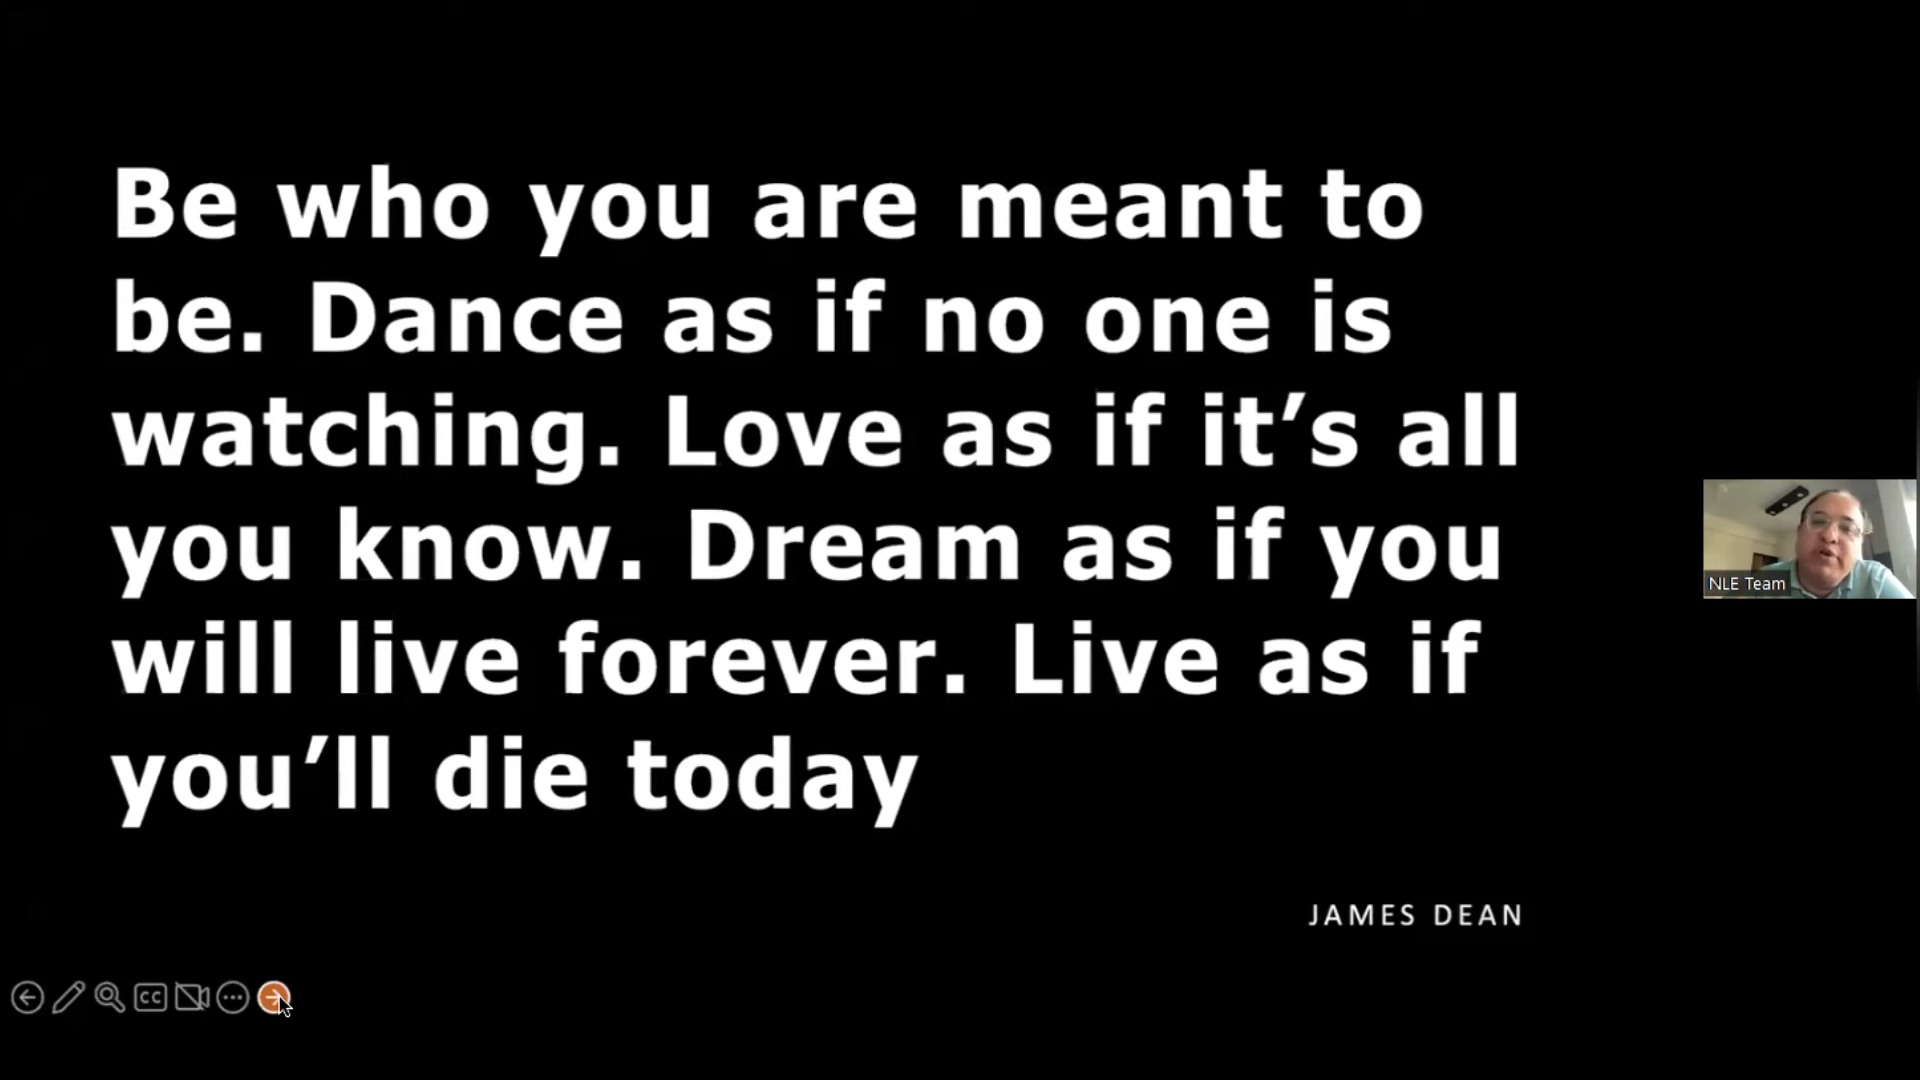 Be who you are meant to
be. Dance as if no one is
watching. Love as if it’s all
you know. Dream as if you
will live forever. Live as if
you’ll die today
JAMES DEAN
NLE Team
CC